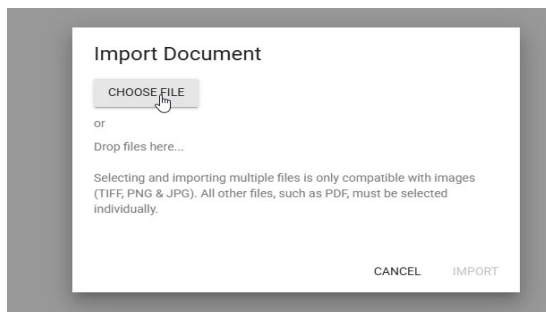 Import Document
CHOOSE FILE
or
Drop files here...
Selecting and importing multiple files is only compatible with images
(TIFF, PNG & JPG). All other files, such as PDF, must be selected
individually.
CANCEL IMPORT